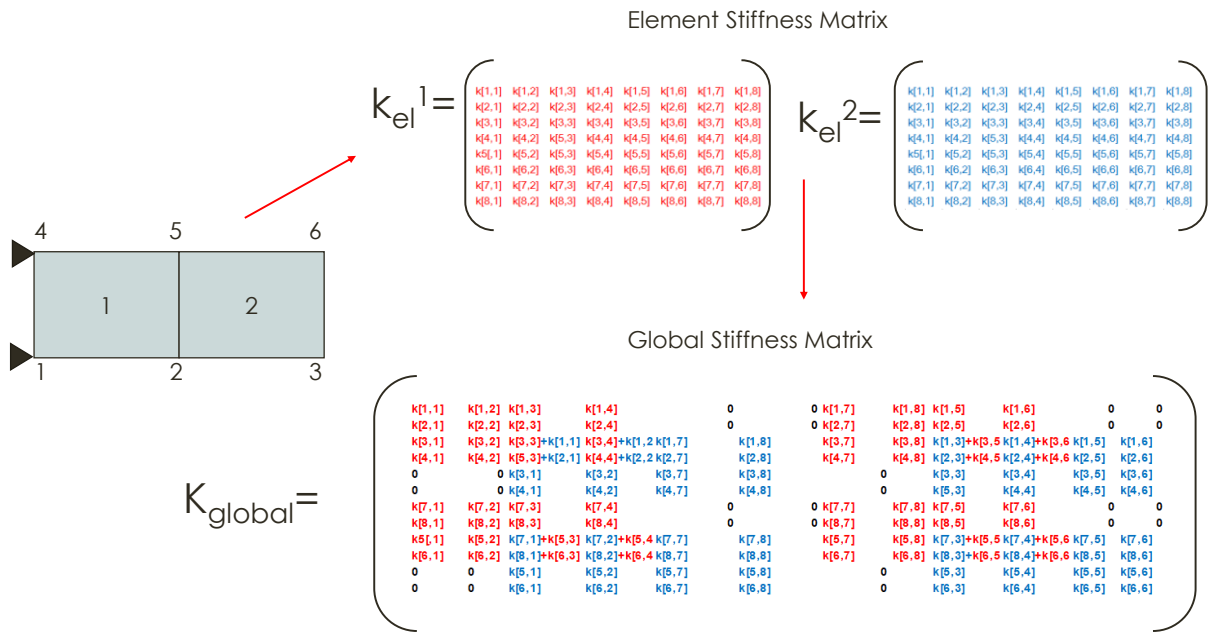 Element Stiffness Matrix
k_el^1=
k[1,1] k[1,2] k[1,3] k[1,4] k[1,5] k[1,6] k[1,7] k[1,8]
k[2,1] k[2,2] k[2,3] k[2,4] k[2,5] k[2,6] k[2,7] k[2,8]
k[3,1] k[3,2] k[3,3] k[3,4] k[3,5] k[3,6] k[3,7] k[3,8]
k[4,1] k[4,2] k[5,3] k[4,4] k[4,5] k[4,6] k[4,7] k[4,8]
k5[,1] k[5,2] k[5,3] k[5,4] k[5,5] k[5,6] k[5,7] k[5,8]
k[6,1] k[6,2] k[6,3] k[6,4] k[6,5] k[6,6] k[6,7] k[6,8]
k[7,1] k[7,2] k[7,3] k[7,4] k[7,5] k[7,6] k[7,7] k[7,8]
k[8,1] k[8,2] k[8,3] k[8,4] k[8,5] k[8,6] k[8,7] k[8,8]
k_el^2=
k[1,1] k[1,2] k[1,3] k[1,4] k[1,5] k[1,6] k[1,7] k[1,8]
k[2,1] k[2,2] k[2,3] k[2,4] k[2,5] k[2,6] k[2,7] k[2,8]
k[3,1] k[3,2] k[3,3] k[3,4] k[3,5] k[3,6] k[3,7] k[3,8]
k[4,1] k[4,2] k[5,3] k[4,4] k[4,5] k[4,6] k[4,7] k[4,8]
k5[,1] k[5,2] k[5,3] k[5,4] k[5,5] k[5,6] k[5,7] k[5,8]
k[6,1] k[6,2] k[6,3] k[6,4] k[6,5] k[6,6] k[6,7] k[6,8]
k[7,1] k[7,2] k[7,3] k[7,4] k[7,5] k[7,6] k[7,7] k[7,8]
k[8,1] k[8,2] k[8,3] k[8,4] k[8,5] k[8,6] k[8,7] k[8,8]
4 5 6
1 2
1 2 3
Global Stiffness Matrix
K_global=
k[1,1] k[1,2] k[1,3] k[1,4] 0 0 k[1,7] k[1,8] k[1,5] k[1,6] 0 0
k[2,1] k[2,2] k[2,3] k[2,4] 0 0 k[2,7] k[2,8] k[2,5] k[2,6] 0 0
k[3,1] k[3,2] k[3,3]+k[1,1] k[3,4]+k[1,2 k[1,7] k[1,8] k[3,7] k[3,8] k[1,3]+k[3,5 k[1,4]+k[3,6 k[1,5] k[1,6]
k[4,1] k[4,2] k[5,3]+k[2,1] k[4,4]+k[2,2 k[2,7] k[2,8] k[4,7] k[4,8] k[2,3]+k[4,5 k[2,4]+k[4,6 k[2,5] k[2,6]
0 0 k[3,1] k[3,2] k[3,7] k[3,8] 0 k[3,3] k[3,4] k[3,5] k[3,6]
0 0 k[4,1] k[4,2] k[4,7] k[4,8] 0 k[5,3] k[4,4] k[4,5] k[4,6]
k[7,1] k[7,2] k[7,3] k[7,4] 0 0 k[7,7] k[7,8] k[7,5] k[7,6] 0 0
k[8,1] k[8,2] k[8,3] k[8,4] 0 0 k[8,7] k[8,8] k[8,5] k[8,6] 0 0
k5[,1] k[5,2] k[7,1]+k[5,3] k[7,2]+k[5,4 k[7,7] k[7,8] k[5,7] k[5,8] k[7,3]+k[5,5 k[7,4]+k[5,6 k[7,5] k[7,6]
k[6,1] k[6,2] k[8,1]+k[6,3] k[8,2]+k[6,4 k[8,7] k[8,8] k[6,7] k[6,8] k[8,3]+k[6,5 k[8,4]+k[6,6 k[8,5] k[8,6]
0 0 k[5,1] k[5,2] k[5,7] k[5,8] 0 k[5,3] k[5,4] k[5,5] k[5,6]
0 0 k[6,1] k[6,2] k[6,7] k[6,8] 0 k[6,3] k[6,4] k[6,5] k[6,6]